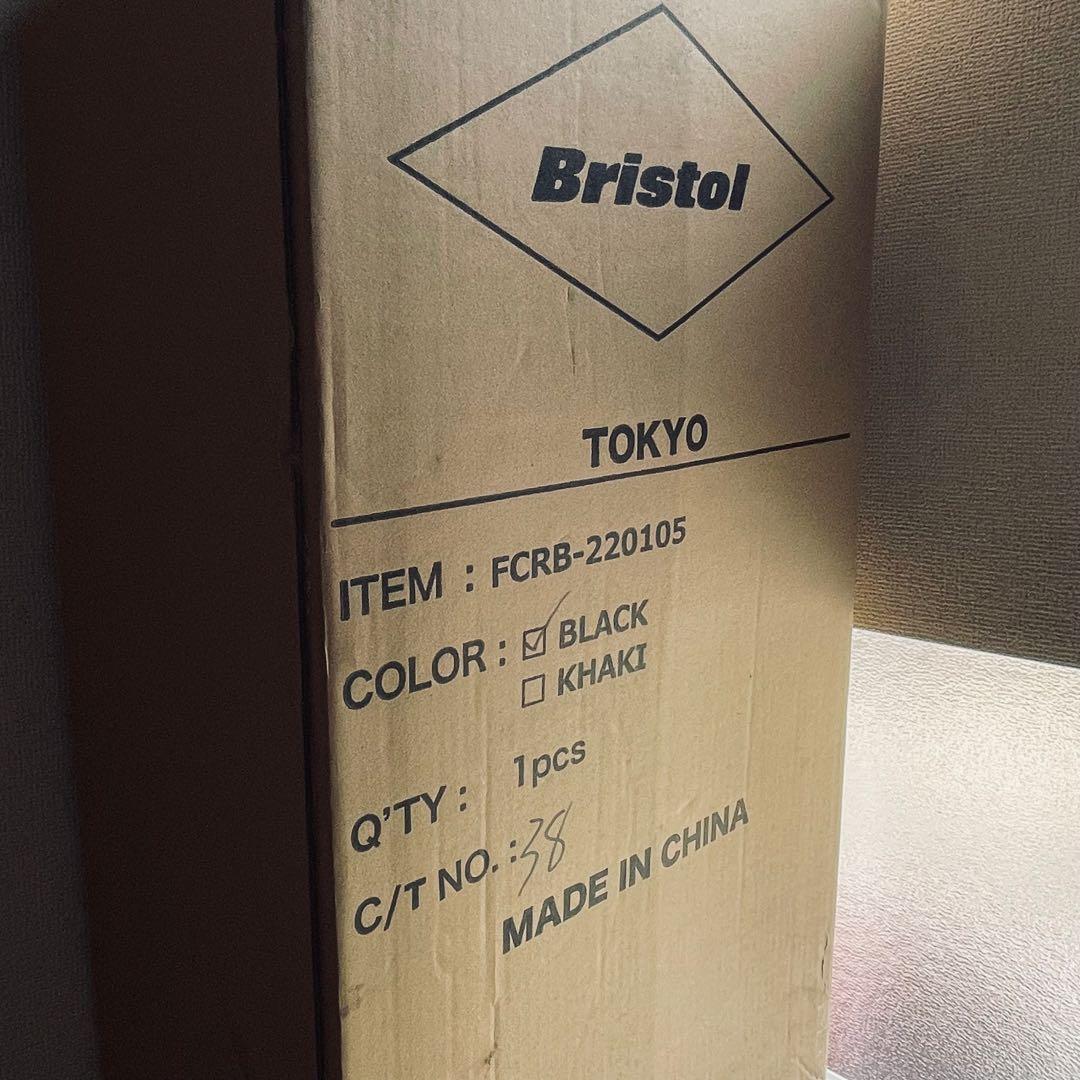 Bristol
TOKYO
ITEM : FCRB-220105
COLOR : ☑ BLACK
☐ KHAKI
Q'TY : 1pcs
C/T NO. : 38
MADE IN CHINA